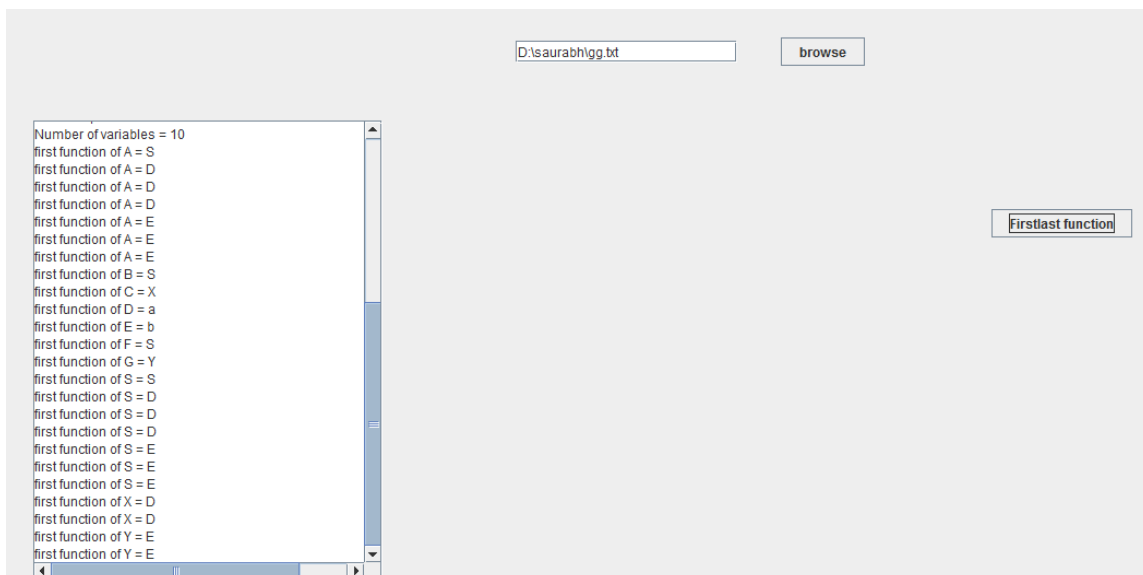 D:\saurabh\gg.txt
browse
Number of variables = 10
first function of A = S
first function of A = D
first function of A = D
first function of A = D
first function of A = E
first function of A = E
first function of A = E
first function of B = S
first function of C = X
first function of D = a
first function of E = b
first function of F = S
first function of G = Y
first function of S = S
first function of S = D
first function of S = D
first function of S = D
first function of S = E
first function of S = E
first function of S = E
first function of X = D
first function of X = D
first function of Y = E
first function of Y = E
Firstlast function